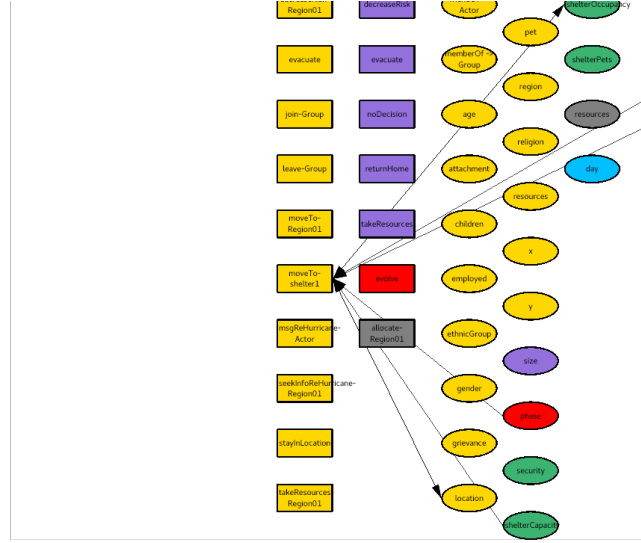 Region01
decreaseRisk
Actor
shelterOccupancy
pet
evacuate
evacuate
memberOf->
Group
shelterPets
region
join-Group
noDecision
age
resources
religion
leave-Group
returnHome
attachment
day
resources
moveTo-
Region01
takeResources
children
x
moveTo-
shelter1
evolve
employed
y
msgReHurricane-
Actor
allocate-
Region01
ethnicGroup
size
seekInfoReHurricane-
Region01
gender
phase
stayInLocation
grievance
security
takeResources-
Region01
location
shelterCapacity